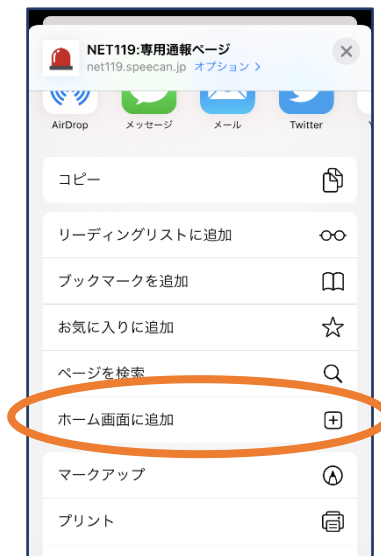 NET119:専用通報ページ
net119.speecan.jp オプション >
AirDrop メッセージ メール Twitter
コピー
リーディングリストに追加
ブックマークを追加
お気に入りに追加
ページを検索
ホーム画面に追加
マークアップ
プリント